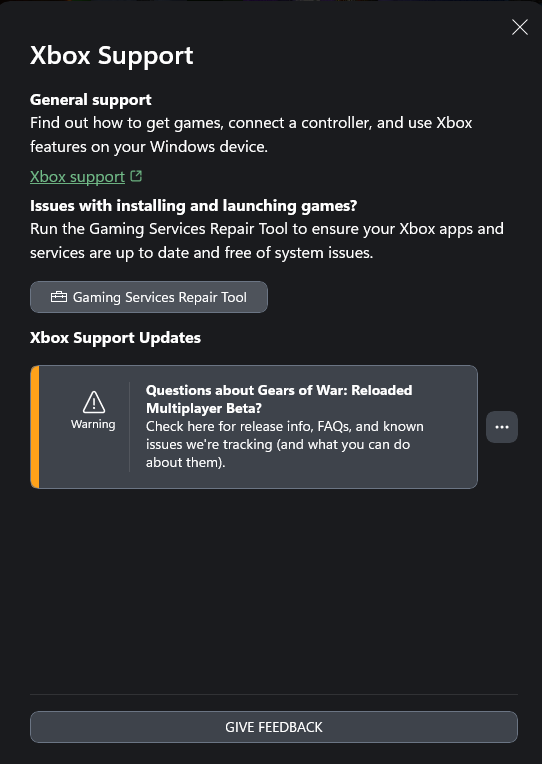 Xbox Support
General support
Find out how to get games, connect a controller, and use Xbox
features on your Windows device.
Xbox support
Issues with installing and launching games?
Run the Gaming Services Repair Tool to ensure your Xbox apps and
services are up to date and free of system issues.
Gaming Services Repair Tool
Xbox Support Updates
Warning
Questions about Gears of War: Reloaded
Multiplayer Beta?
Check here for release info, FAQs, and known
issues we're tracking (and what you can do
about them).
GIVE FEEDBACK